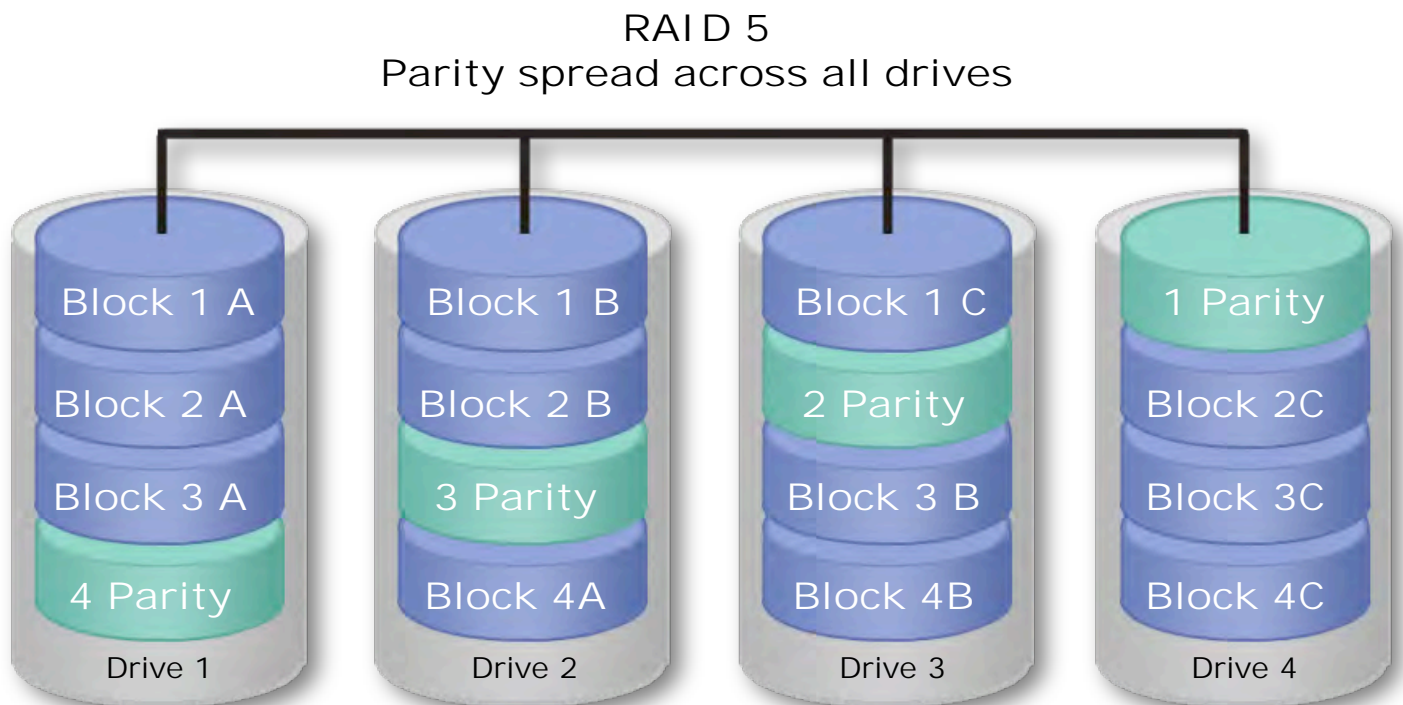 RAID 5
Parity spread across all drives
Block 1 A
Block 1 B
Block 1 C
1 Parity
Block 2 A
Block 2 B
2 Parity
Block 2C
Block 3 A
3 Parity
Block 3 B
Block 3C
4 Parity
Block 4A
Block 4B
Block 4C
Drive 1
Drive 2
Drive 3
Drive 4